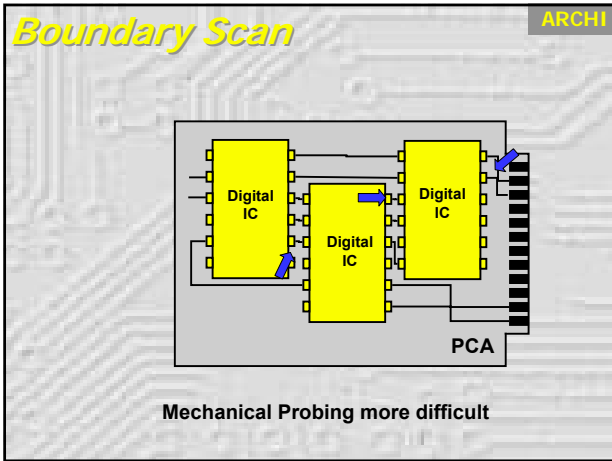 Boundary Scan
ARCHI
Digital
IC
Digital
IC
Digital
IC
PCA
Mechanical Probing more difficult